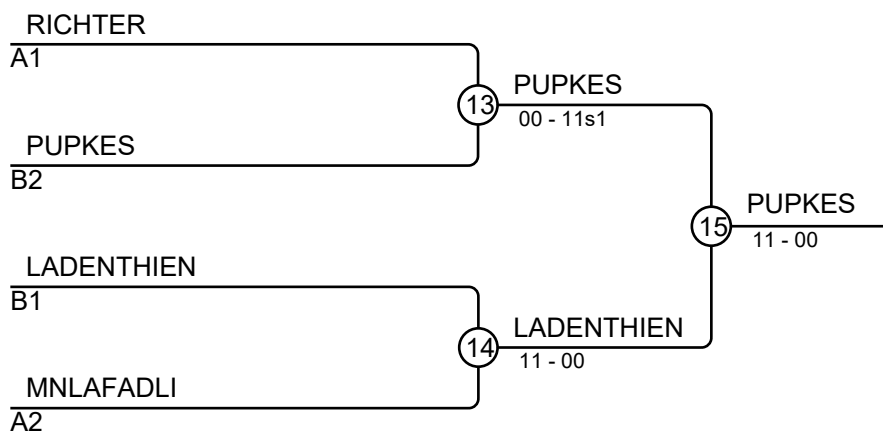 RICHTER
A1
13
PUPKES
00 - 11s1
PUPKES
B2
15
PUPKES
11 - 00
LADENTHIEN
B1
14
LADENTHIEN
11 - 00
MNLAFADLI
A2